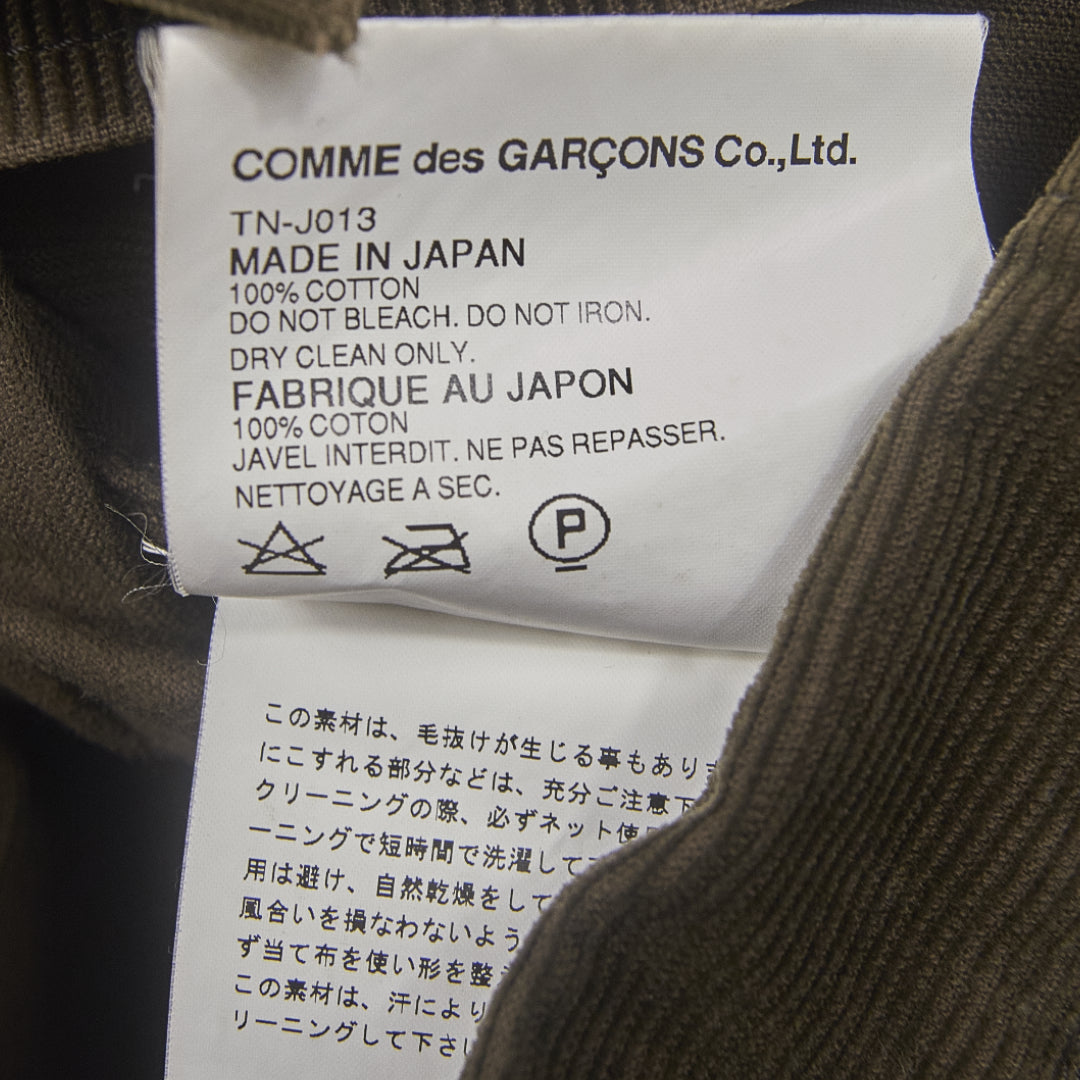 COMME des GARÇONS Co.,Ltd.
TN-J013
MADE IN JAPAN
100% COTTON
DO NOT BLEACH. DO NOT IRON.
DRY CLEAN ONLY.
FABRIQUE AU JAPON
100% COTON
JAVEL INTERDIT. NE PAS REPASSER.
NETTOYAGE A SEC.
P
この素材は、毛抜けが生じる事もあり
にこすれる部分などは、充分ご注意下
クリーニングの際、必ずネット使
ーニングで短時間で洗濯して
用は避け、自然乾燥をして
風合いを損なわないよう
ず当て布を使い形を整
この素材は、汗により
リーニングして下さ